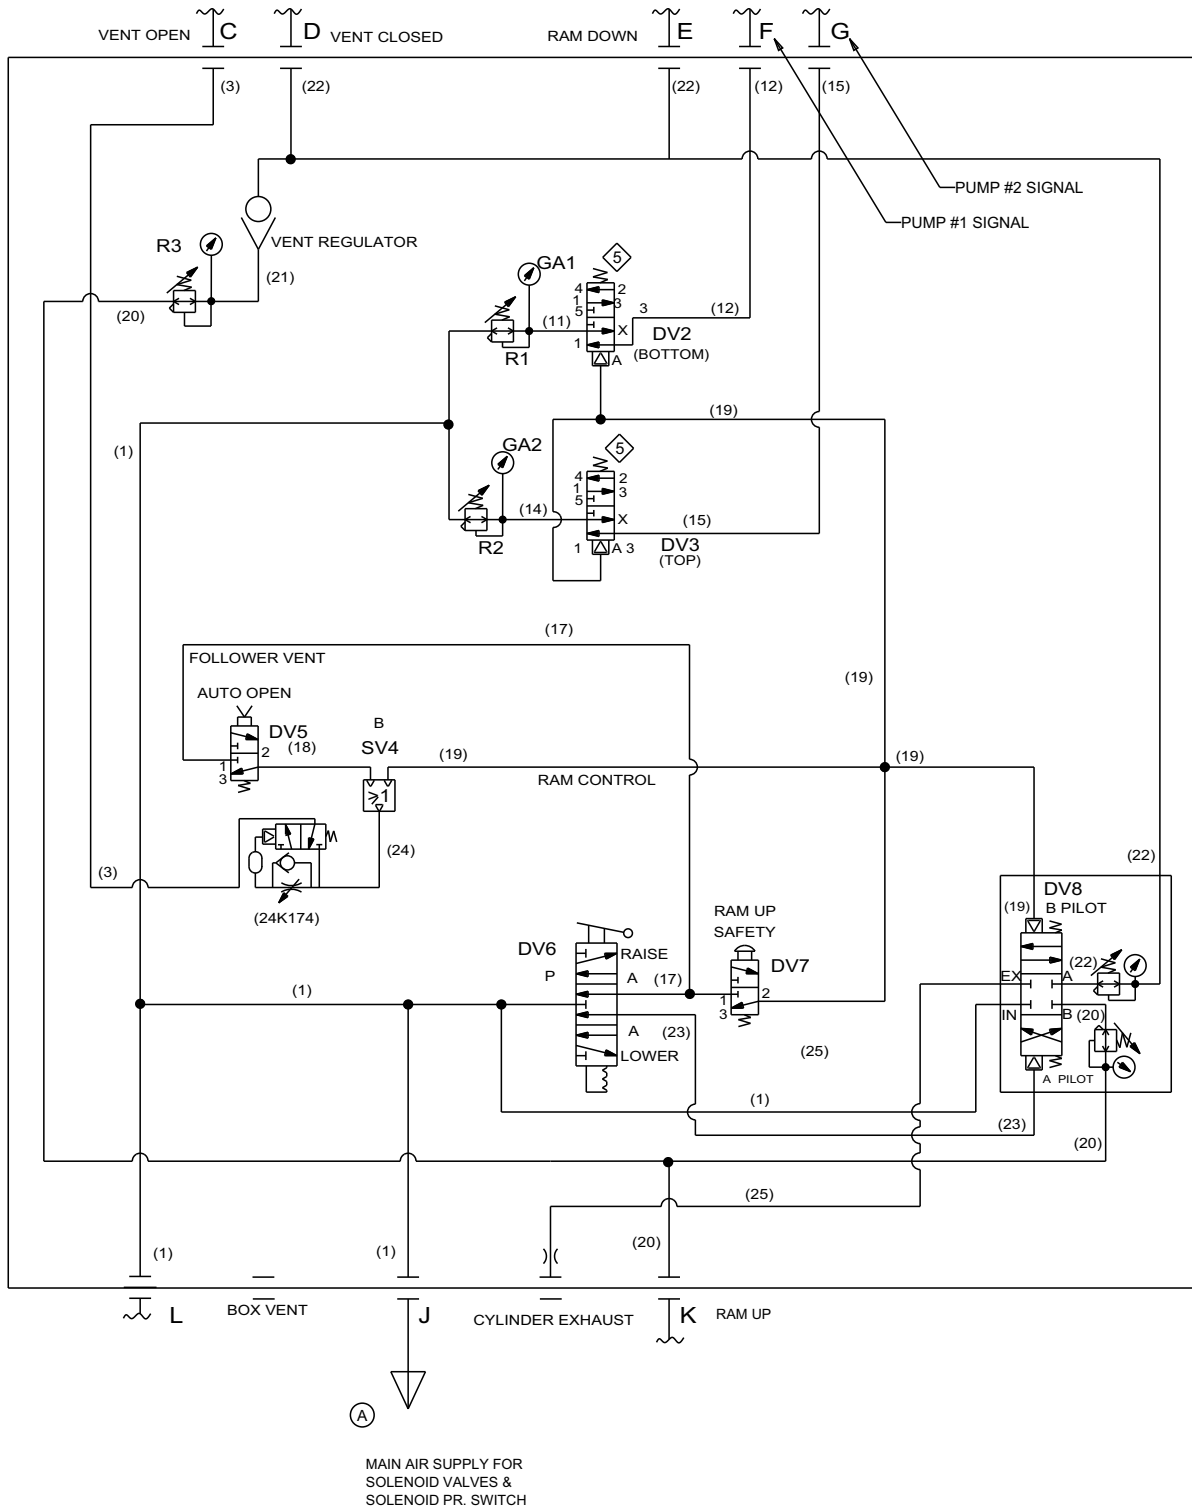 VENT OPEN C D VENT CLOSED RAM DOWN E F G
(3) (22) (22) (12) (15)
PUMP #2 SIGNAL
PUMP #1 SIGNAL
R3
VENT REGULATOR
(21)
(20)
GA1 5
4 2
1 3
5
3 (12)
(11) X
1
DV2
(BOTTOM)
R1 A
(19)
(1)
GA2 5
4 2
1 3
5
(14) X (15)
R2 1 A 3 DV3
(TOP)
(17)
FOLLOWER VENT
(19)
AUTO OPEN
DV5
(18)
B
SV4
2
1
3
(19) (19)
RAM CONTROL
≥1
(24)
(3)
(24K174)
(22)
DV8
(19) B PILOT
RAM UP
SAFETY
DV6 RAISE
P A (17)
DV7
1 2
3
EX A (22)
IN B (20)
(1)
A (23)
LOWER
(25)
A PILOT
(1)
(23)
(20)
(25)
(1) (1) (20)
L BOX VENT J CYLINDER EXHAUST K RAM UP
A
MAIN AIR SUPPLY FOR
SOLENOID VALVES &
SOLENOID PR. SWITCH